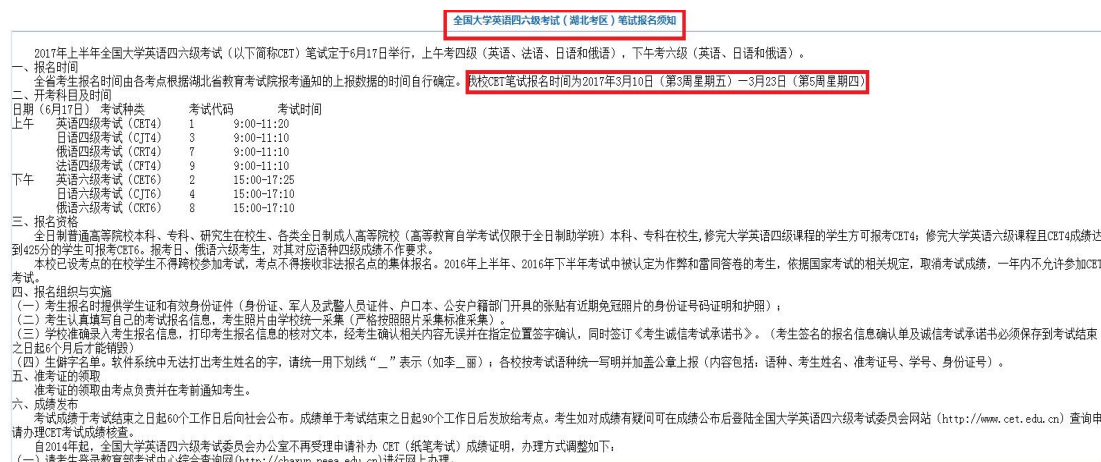 全国大学英语四六级考试（湖北考区）笔试报名须知
2017年上半年全国大学英语四六级考试（以下简称CET）笔试定于6月17日举行，上午考四级（英语、法语、日语和俄语），下午考六级（英语、日语和俄语）。
一、报名时间
全省考生报名时间由各考点根据湖北省教育考试院报考通知的上报数据的时间自行确定。我校CET笔试报名时间为2017年3月10日（第3周星期五）—3月23日（第5周星期四）
二、开考科目及时间
日期（6月17日） 考试种类 考试代码 考试时间
上午 英语四级考试（CET4） 1 9:00-11:20
日语四级考试（CJT4） 3 9:00-11:10
俄语四级考试（CRT4） 7 9:00-11:10
法语四级考试（CFT4） 9 9:00-11:10
下午 英语六级考试（CET6） 2 15:00-17:25
日语六级考试（CJT6） 4 15:00-17:10
俄语六级考试（CRT6） 8 15:00-17:10
三、报名资格
全日制普通高等院校本科、专科、研究生在校生、各类全日制成人高等院校（高等教育自学考试仅限于全日制助学班）本科、专科在校生,修完大学英语四级课程的学生方可报考CET4；修完大学英语六级课程且CET4成绩达
到425分的学生可报考CET6。报考日、俄语六级考生，对其对应语种四级成绩不作要求。
本校已设考点的在校学生不得跨校参加考试，考点不得接收非法报名点的集体报名。2016年上半年、2016年下半年考试中被认定为作弊和雷同答卷的考生，依据国家考试的相关规定，取消考试成绩，一年内不允许参加CET
考试。
四、报名组织与实施
（一）考生报名时提供学生证和有效身份证件（身份证、军人及武警人员证件、户口本、公安户籍部门开具的张贴有近期免冠照片的身份证号码证明和护照）；
（二）考生认真填写自己的考试报名信息，考生照片由学校统一采集（严格按照照片采集标准采集）。
（三）学校准确录入考生报名信息，打印考生报名信息的核对文本，经考生确认相关内容无误并在指定位置签字确认，同时签订《考生诚信考试承诺书》。（考生签名的报名信息确认单及诚信考试承诺书必须保存到考试结束
之日起6个月后才能销毁）
（四）生僻字名单。软件系统中无法打出考生姓名的字，请统一用下划线“__”表示（如李__丽）；各校按考试语种统一写明并加盖公章上报（内容包括：语种、考生姓名、准考证号、学号、身份证号）。
五、准考证的领取
准考证的领取由考点负责并在考前通知考生。
六、成绩发布
考试成绩于考试结束之日起60个工作日后向社会公布。成绩单于考试结束之日起90个工作日后发放给考点。考生如对成绩有疑问可在成绩公布后登陆全国大学英语四六级考试委员会网站（http://www.cet.edu.cn）查询申
请办理CET考试成绩核查。
自2014年起，全国大学英语四六级考试委员会办公室不再受理申请补办 CET（纸笔考试）成绩证明，办理方式调整如下：
（一）请考生登录教育部考试中心综合查询网(http://chaxun.neea.edu.cn)进行网上办理。